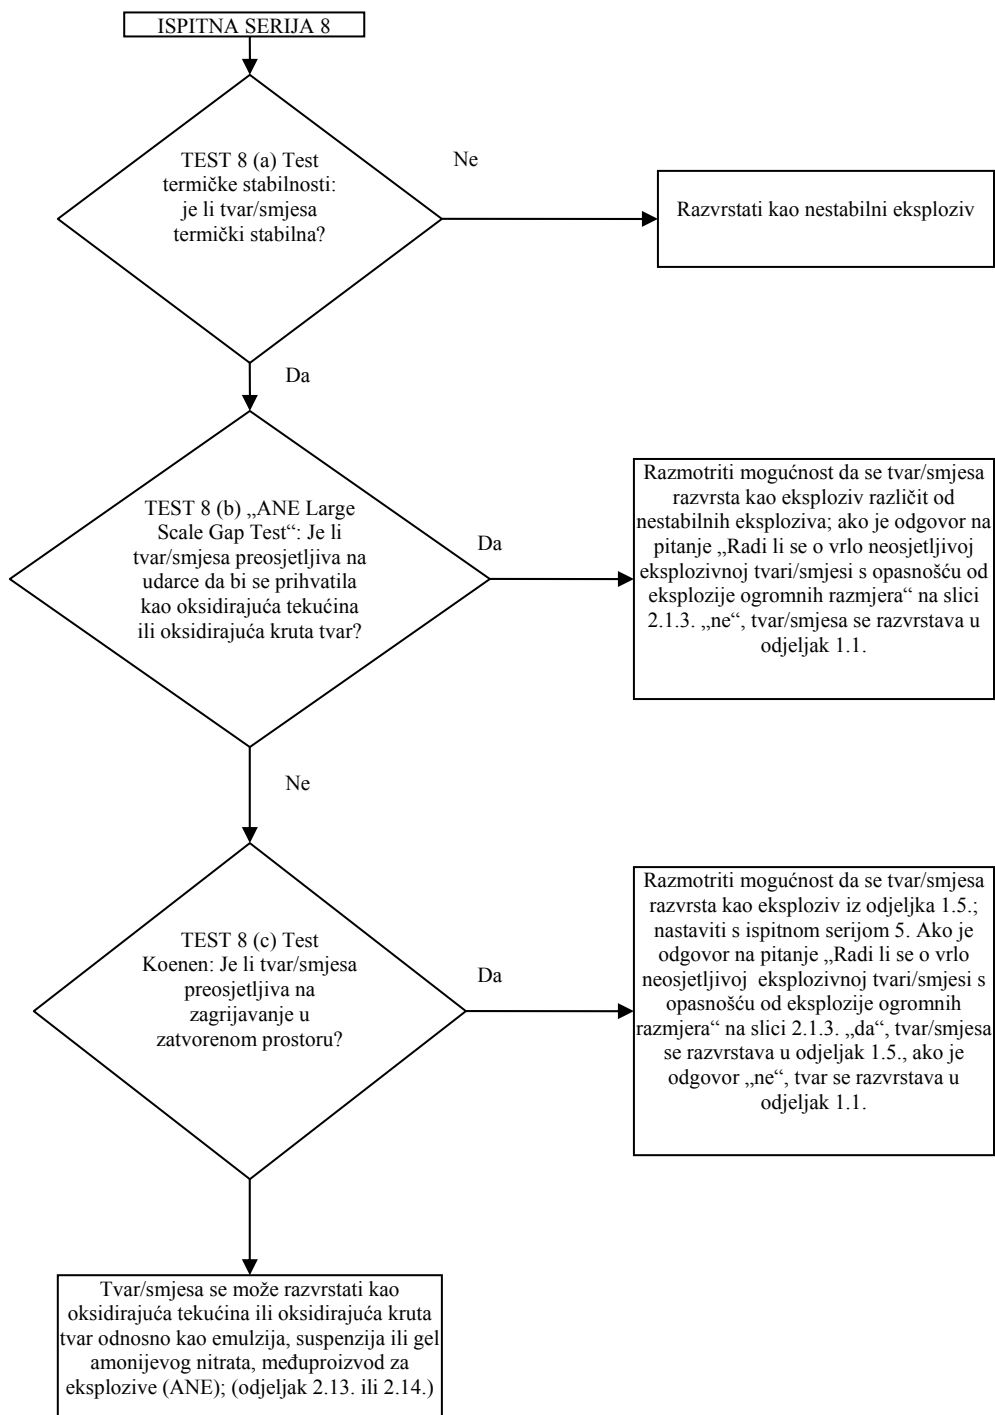 ISPITNA SERIJA 8
TEST 8 (a) Test
termičke stabilnosti:
je li tvar/smjesa
termički stabilna?
Ne
Razvrstati kao nestabilni eksploziv
Da
TEST 8 (b) „ANE Large
Scale Gap Test“: Je li
tvar/smjesa preosjetljiva na
udarce da bi se prihvatila
kao oksidirajuća tekućina
ili oksidirajuća kruta tvar?
Da
Razmotriti mogućnost da se tvar/smjesa
razvrsta kao eksploziv različit od
nestabilnih eksploziva; ako je odgovor na
pitanje „Radi li se o vrlo neosjetljivoj
eksplozivnoj tvari/smjesi s opasnošću od
eksplozije ogromnih razmjera“ na slici
2.1.3. „ne“, tvar/smjesa se razvrstava u
odjeljak 1.1.
Ne
TEST 8 (c) Test
Koenen: Je li tvar/smjesa
preosjetljiva na
zagrijavanje u
zatvorenom prostoru?
Da
Razmotriti mogućnost da se tvar/smjesa
razvrsta kao eksploziv iz odjeljka 1.5.;
nastaviti s ispitnom serijom 5. Ako je
odgovor na pitanje „Radi li se o vrlo
neosjetljivoj eksplozivnoj tvari/smjesi s
opasnošću od eksplozije ogromnih
razmjera“ na slici 2.1.3. „da“, tvar/smjesa
se razvrstava u odjeljak 1.5., ako je
odgovor „ne“, tvar se razvrstava u
odjeljak 1.1.
Tvar/smjesa se može razvrstati kao
oksidirajuća tekućina ili oksidirajuća kruta
tvar odnosno kao emulzija, suspenzija ili gel
amonijevog nitrata, međuproizvod za
eksplozive (ANE); (odjeljak 2.13. ili 2.14.)